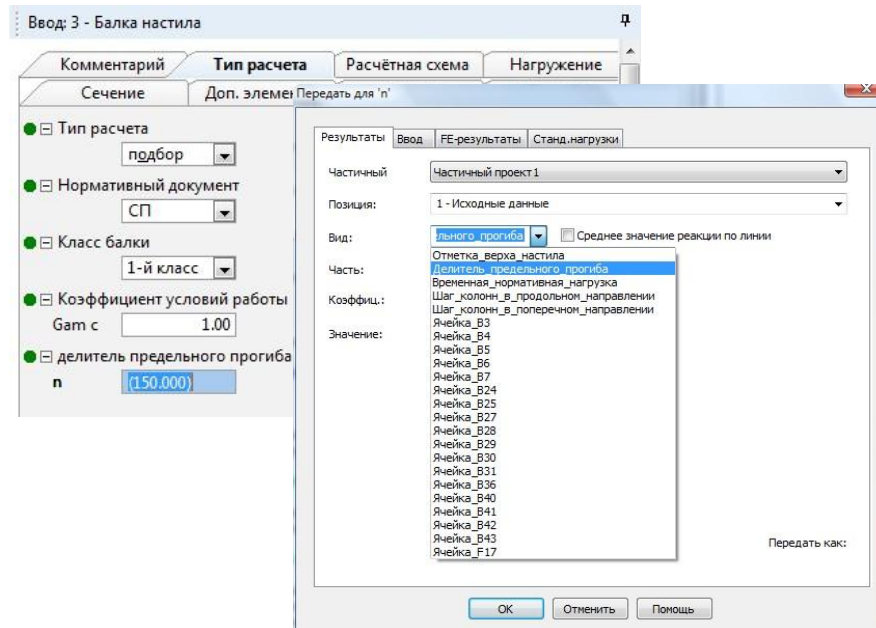 Ввод: 3 - Балка настила
Комментарий Тип расчета Расчётная схема Нагружение
Сечение Доп. элемен
Тип расчета
подбор
Нормативный документ
СП
Класс балки
1-й класс
Коэффициент условий работы
Gam c 1.00
делитель предельного прогиба
n (150.000)
Передать для 'n'
Результаты Ввод FE-результаты Станд.нагрузки
Частичный Частичный проект1
Позиция: 1 - Исходные данные
Вид: льного_прогиба Среднее значение реакции по линии
Отметка_верха_настила
Часть: Делитель_предельного_прогиба
Временная_нормативная_нагрузка
Коэффиц.: Шаг_колонн_в_продольном_направлении
Шаг_колонн_в_поперечном_направлении
Ячейка_B3
Значение: Ячейка_B4
Ячейка_B5
Ячейка_B6
Ячейка_B7
Ячейка_B24
Ячейка_B25
Ячейка_B27
Ячейка_B28
Ячейка_B29
Ячейка_B30
Ячейка_B31
Ячейка_B36
Ячейка_B40
Ячейка_B41
Ячейка_B42
Ячейка_B43
Ячейка_F17
Передать как:
OK Отменить Помощь